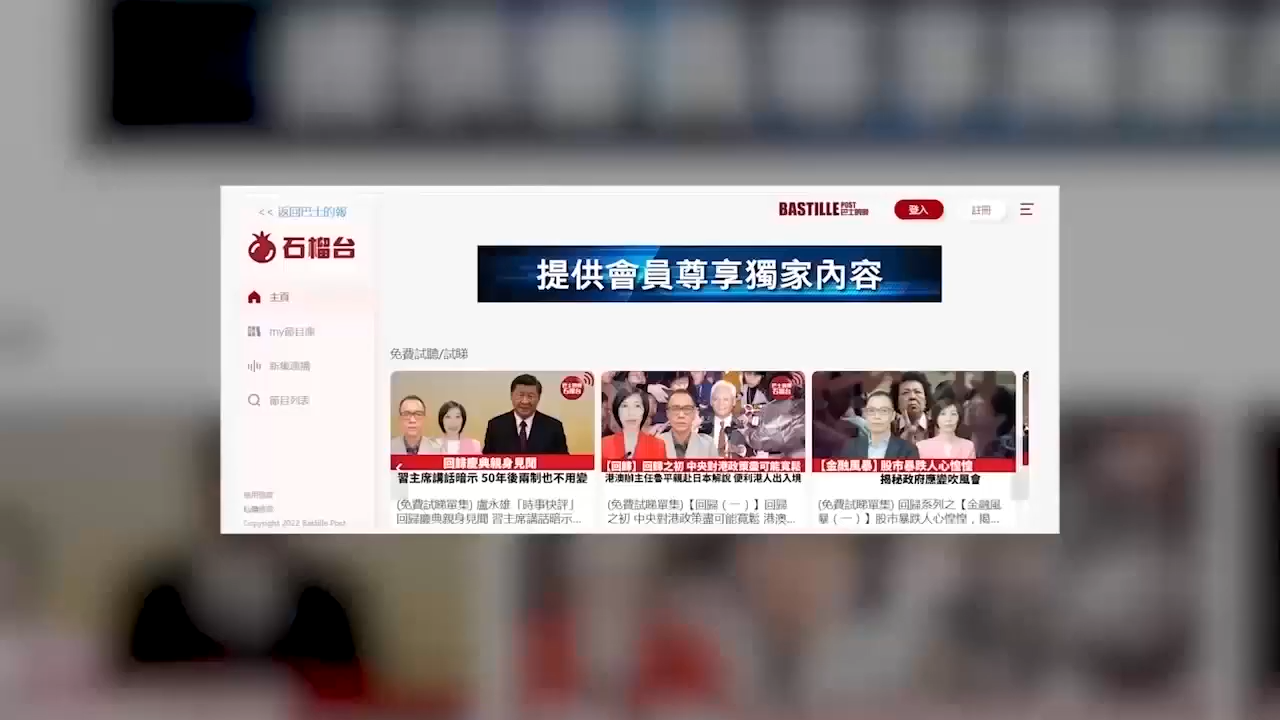 << 返回巴士的報
石榴台
主頁
my節目庫
節目列表
Copyright 2022 Bastille Post
BASTILLE POST 巴士的報
登入
註冊
提供會員尊享獨家內容
免費試聽/試睇
回歸慶典親身見聞
習主席講話暗示 50年後兩制也不用變
(免費試睇單集) 盧永雄「時事快評」
回歸慶典親身見聞 習主席講話暗示...
【回歸】回歸之初 中央對港政策盡可能寬鬆
港澳辦主任魯平親赴日本解說 便利港人出入境
(免費試睇單集)【回歸（一）】回歸
之初 中央對港政策盡可能寬鬆 港澳...
【金融風暴】股市暴跌人心惶惶
揭秘政府應變吹風會
(免費試睇單集) 回歸系列之【金融風
暴（一）】股市暴跌人心惶惶，揭...